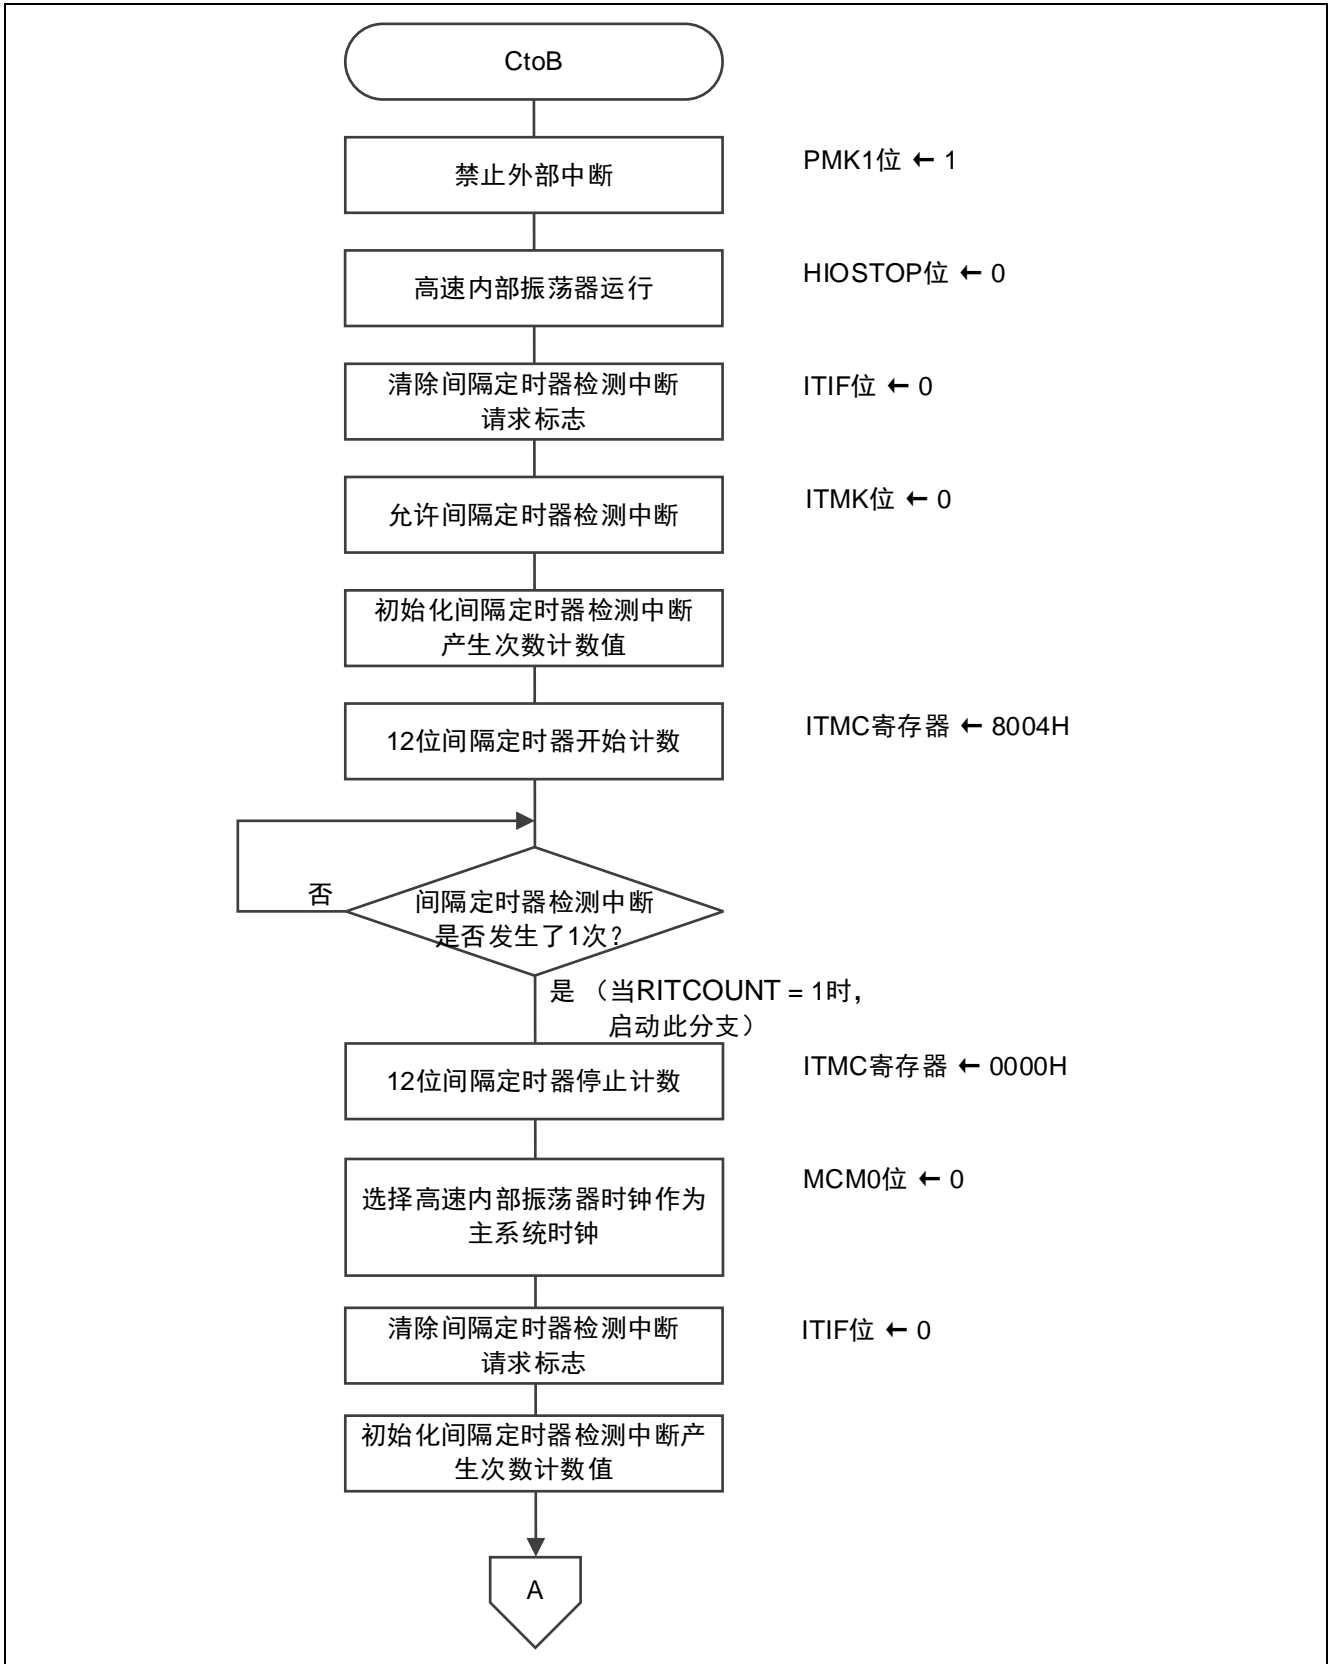 CtoB
禁止外部中断
PMK1位 ← 1
高速内部振荡器运行
HIOSTOP位 ← 0
清除间隔定时器检测中断
请求标志
ITIF位 ← 0
允许间隔定时器检测中断
ITMK位 ← 0
初始化间隔定时器检测中断
产生次数计数值
12位间隔定时器开始计数
ITMC寄存器 ← 8004H
否
间隔定时器检测中断
是否发生了1次?
是 （当RITCOUNT = 1时，
启动此分支）
12位间隔定时器停止计数
ITMC寄存器 ← 0000H
选择高速内部振荡器时钟作为
主系统时钟
MCM0位 ← 0
清除间隔定时器检测中断
请求标志
ITIF位 ← 0
初始化间隔定时器检测中断产
生次数计数值
A